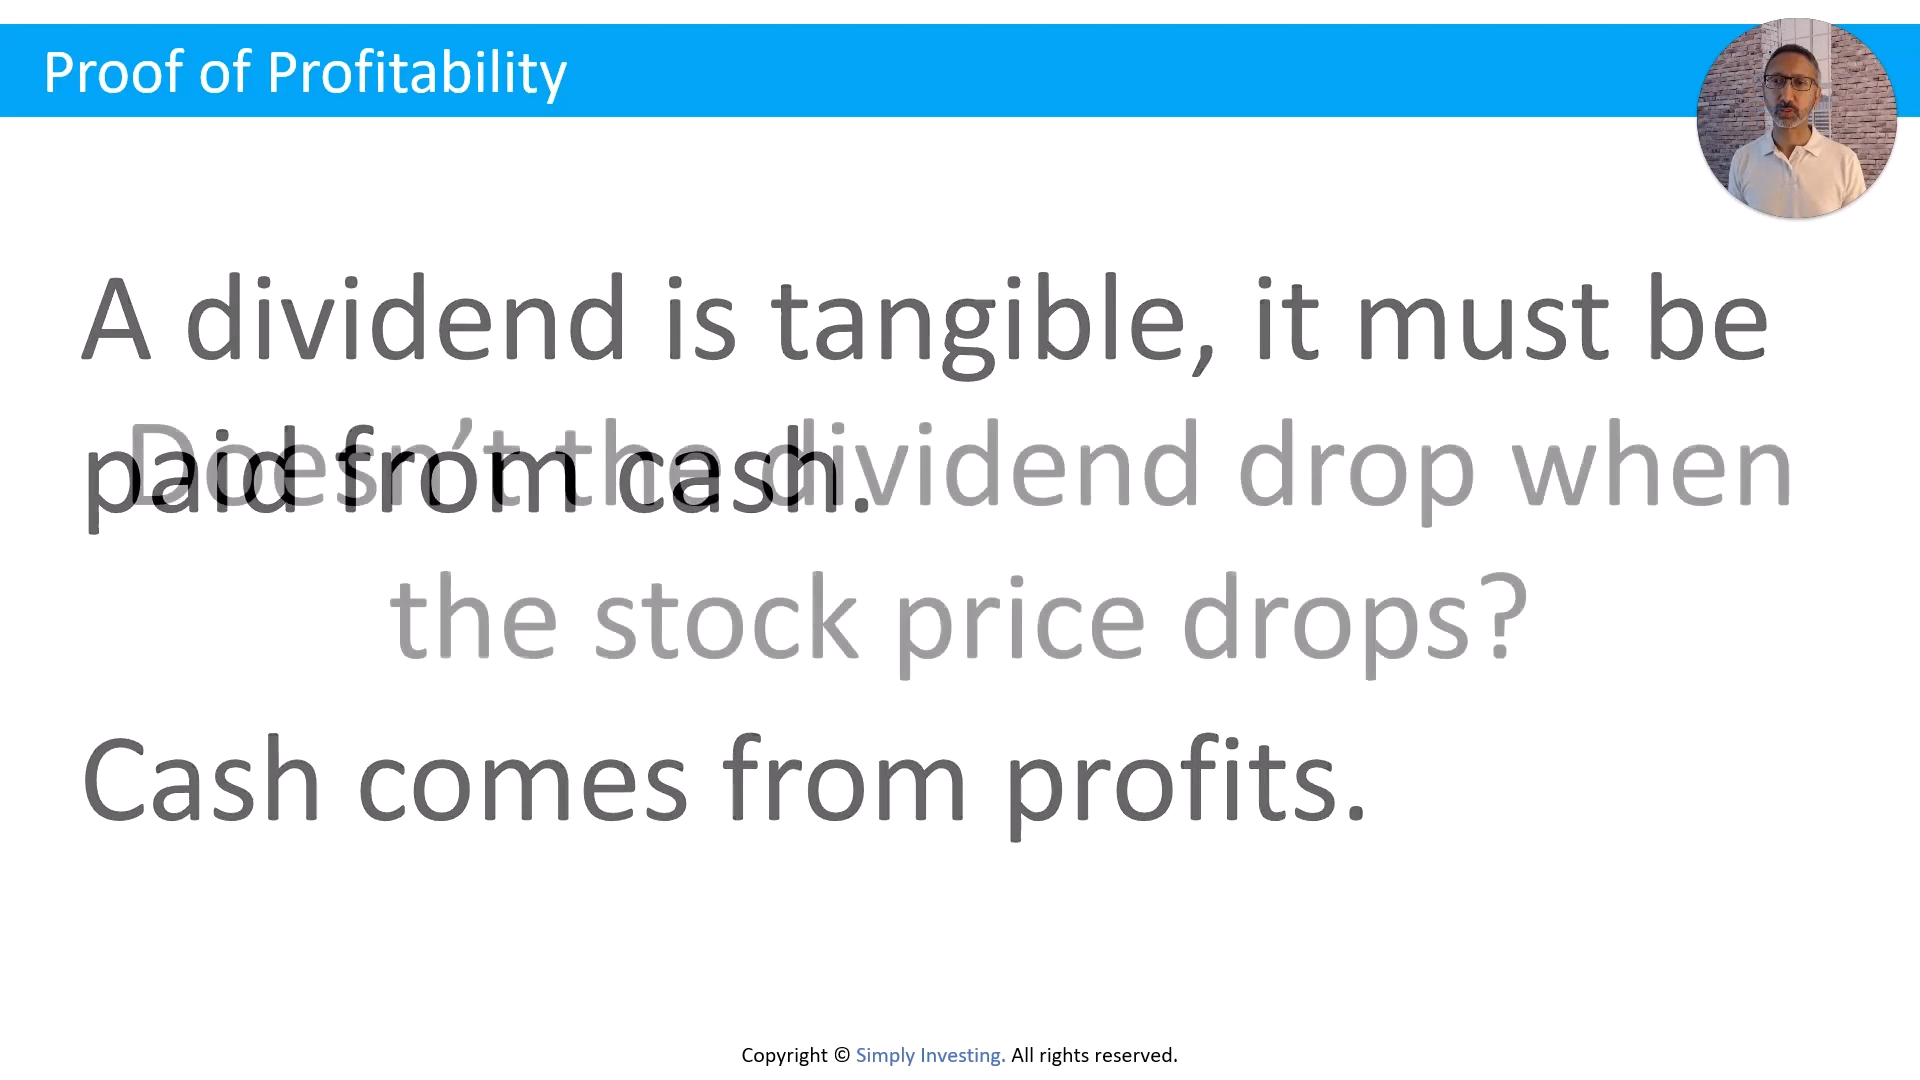 Proof of Profitability
A dividend is tangible, it must be
paid from cash.
Doesn’t the dividend drop when
the stock price drops?
Cash comes from profits.
Copyright © Simply Investing. All rights reserved.